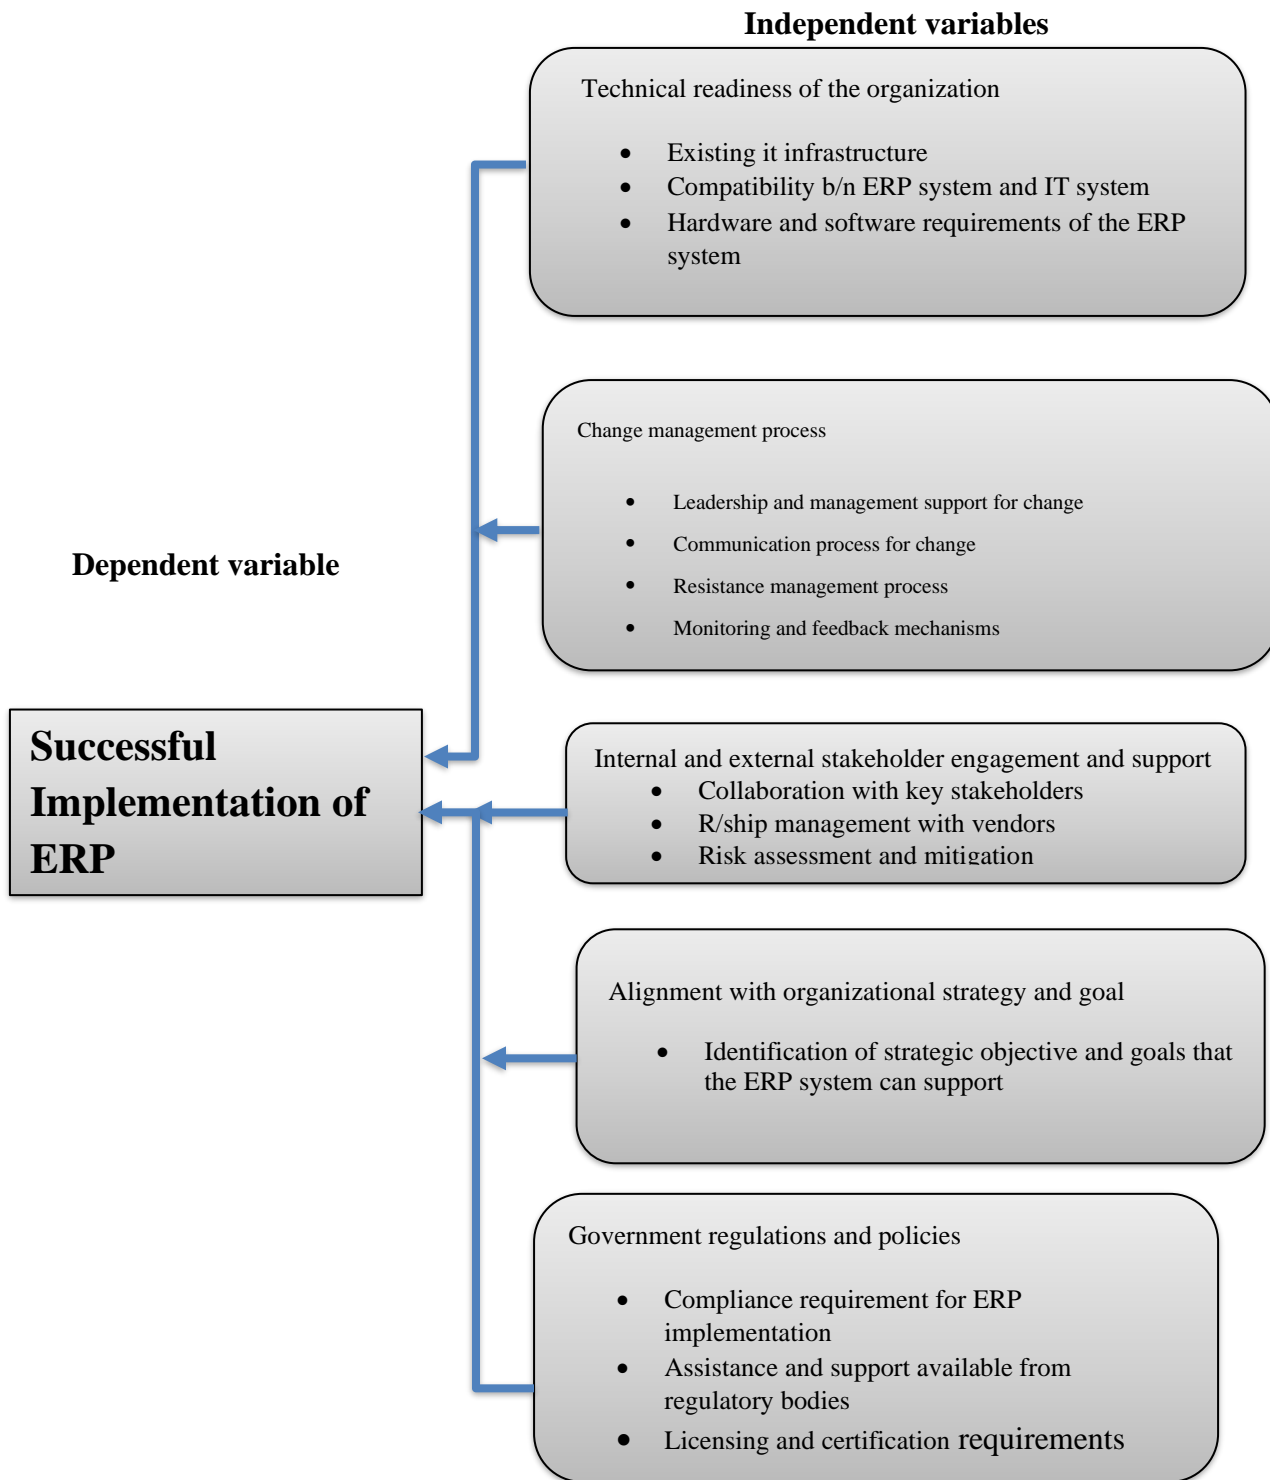 Independent variables
Technical readiness of the organization
• Existing it infrastructure
• Compatibility b/n ERP system and IT system
• Hardware and software requirements of the ERP
system
Change management process
• Leadership and management support for change
• Communication process for change
• Resistance management process
• Monitoring and feedback mechanisms
Dependent variable
Successful
Implementation of
ERP
Internal and external stakeholder engagement and support
• Collaboration with key stakeholders
• R/ship management with vendors
• Risk assessment and mitigation
Alignment with organizational strategy and goal
• Identification of strategic objective and goals that
the ERP system can support
Government regulations and policies
• Compliance requirement for ERP
implementation
• Assistance and support available from
regulatory bodies
• Licensing and certification requirements